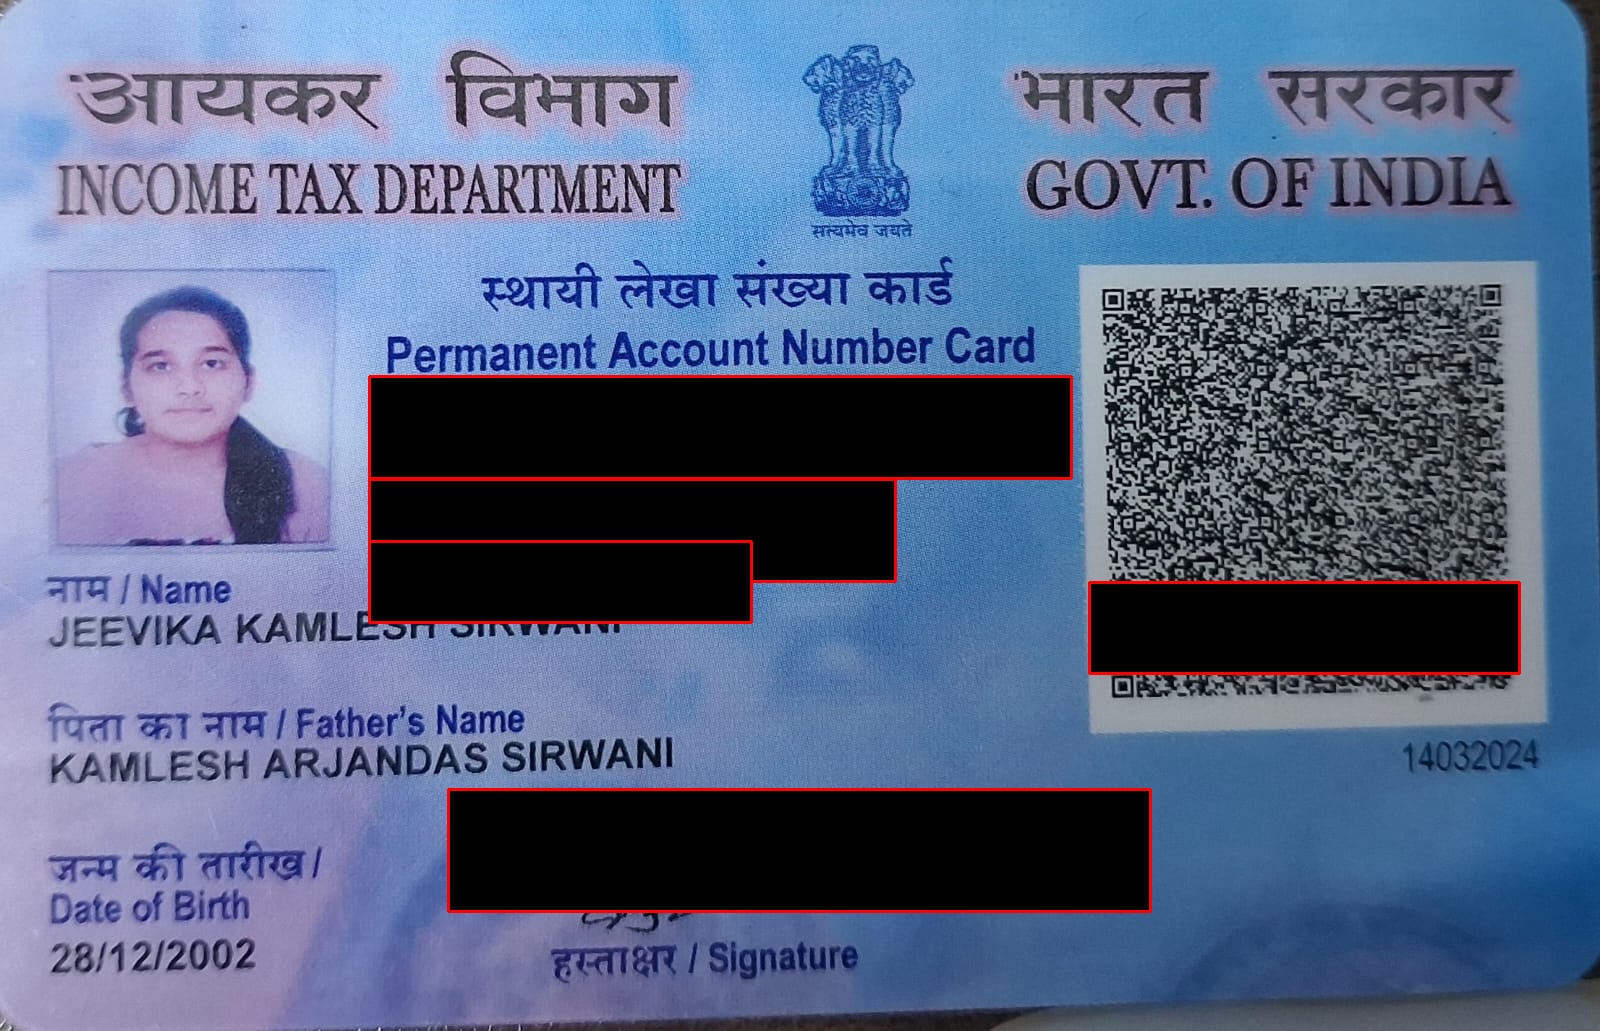 आयकर विभाग
INCOME TAX DEPARTMENT
सत्यमेव जयते
भारत सरकार
GOVT. OF INDIA
स्थायी लेखा संख्या कार्ड
Permanent Account Number Card
नाम / Name
JEEVIKA KAMLESH SIRWANI
पिता का नाम / Father's Name
KAMLESH ARJANDAS SIRWANI
14032024
जन्म की तारीख /
Date of Birth
28/12/2002
हस्ताक्षर / Signature